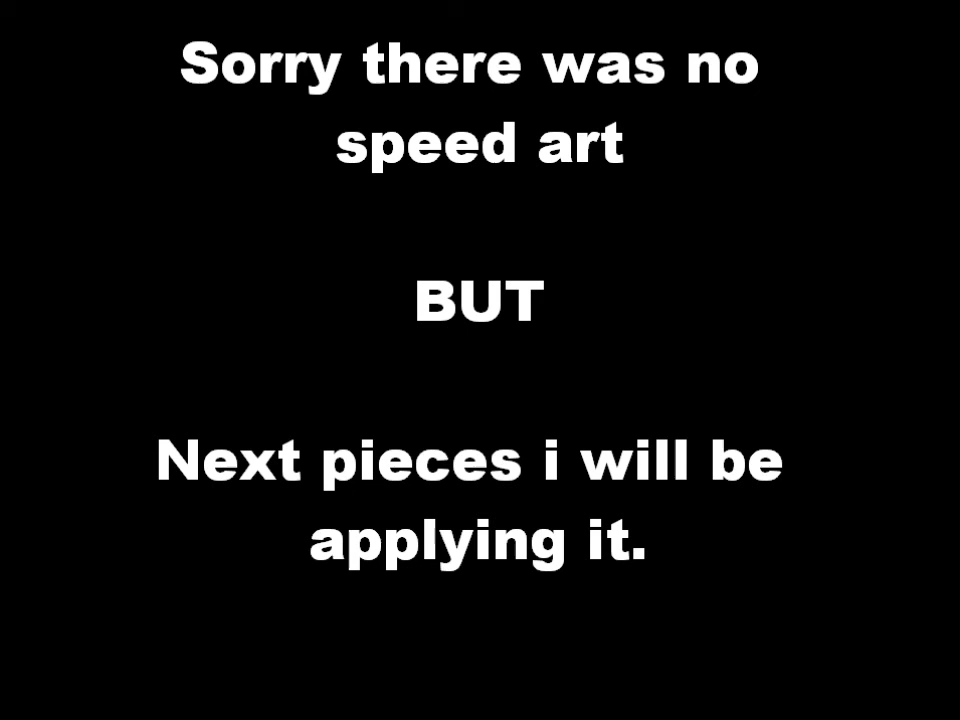 Sorry there was no
speed art
BUT
Next pieces i will be
applying it.